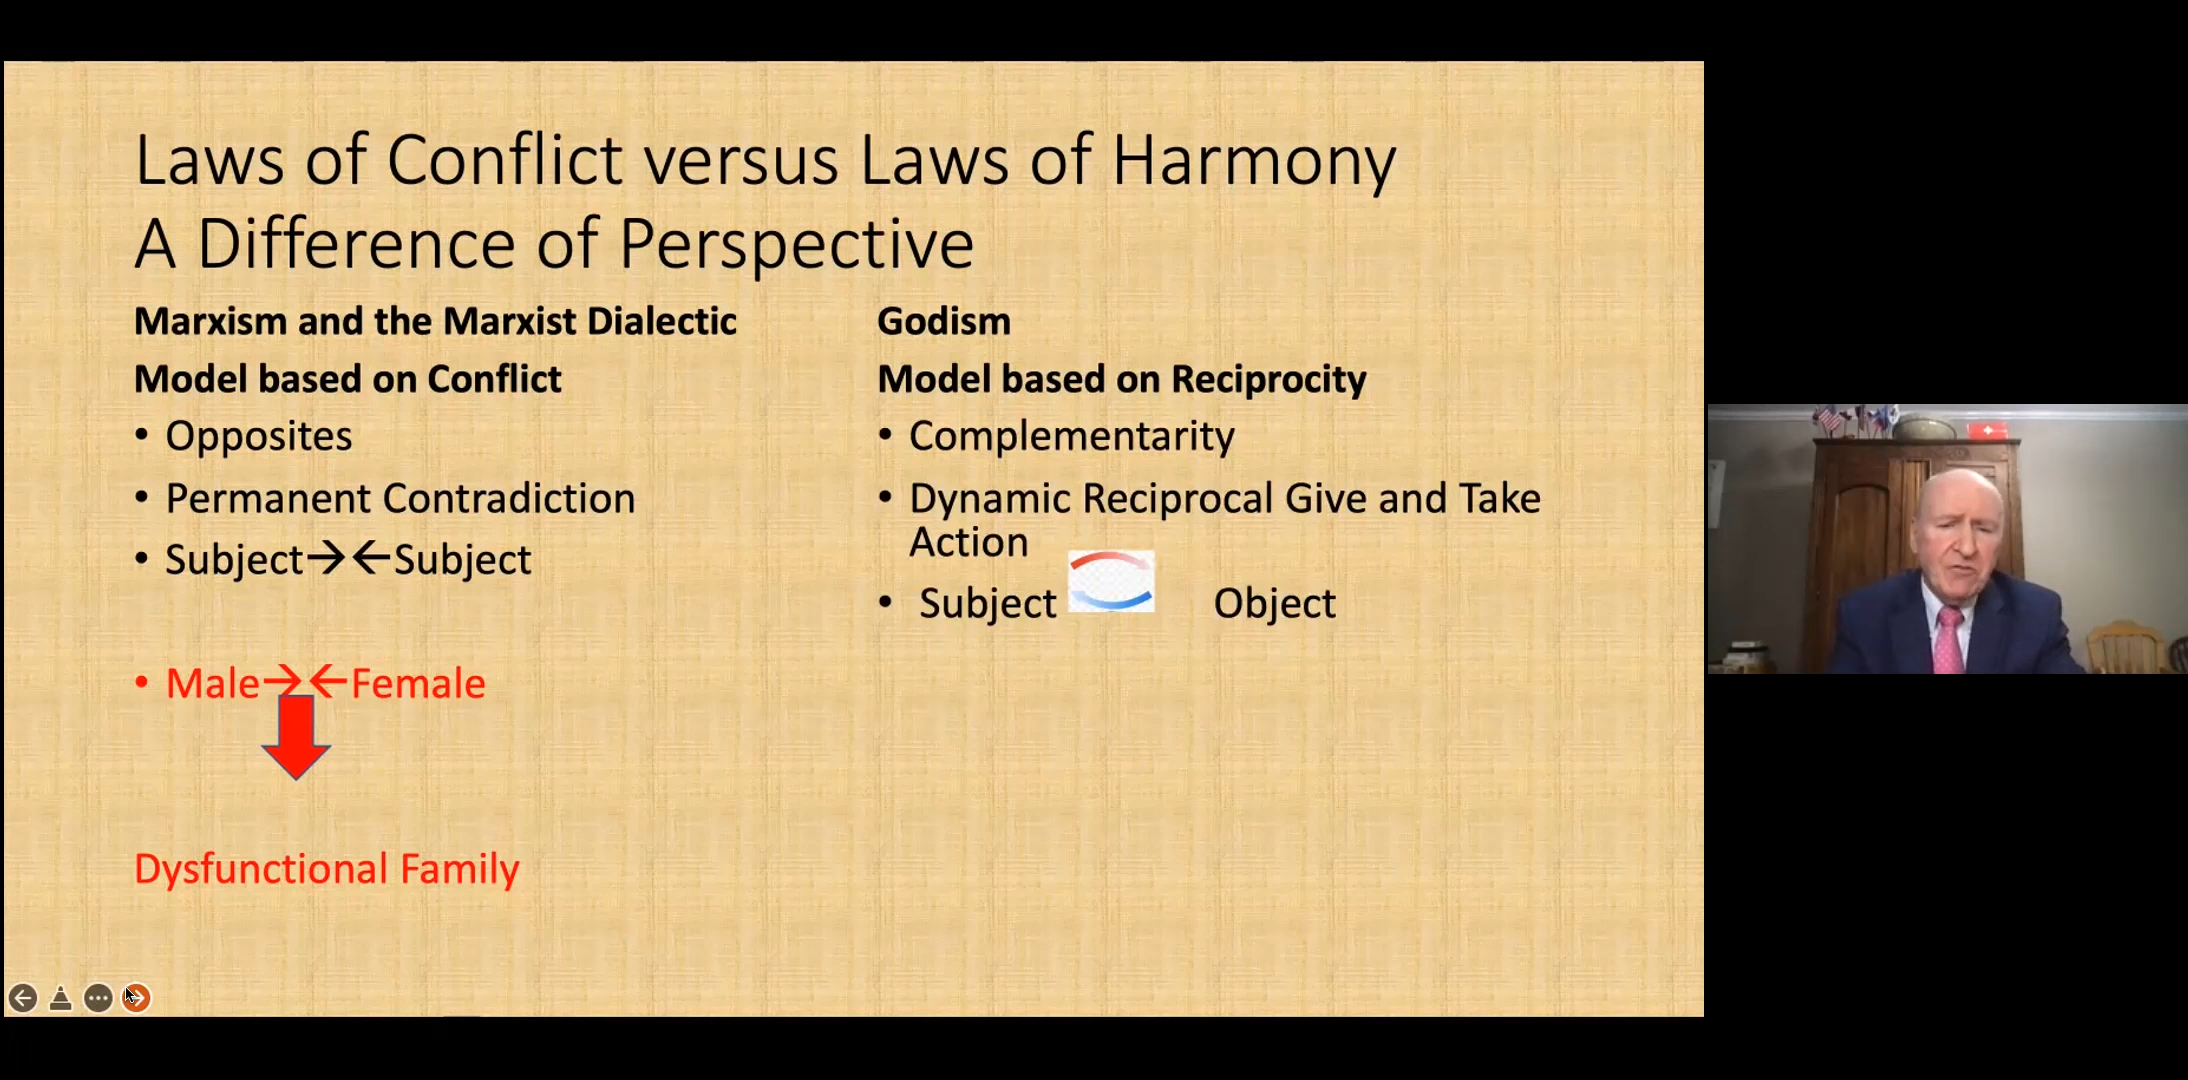 Laws of Conflict versus Laws of Harmony
A Difference of Perspective
Marxism and the Marxist Dialectic
Model based on Conflict
• Opposites
• Permanent Contradiction
• Subject→←Subject
• Male→←Female
Dysfunctional Family
Godism
Model based on Reciprocity
• Complementarity
• Dynamic Reciprocal Give and Take
Action
• Subject Object